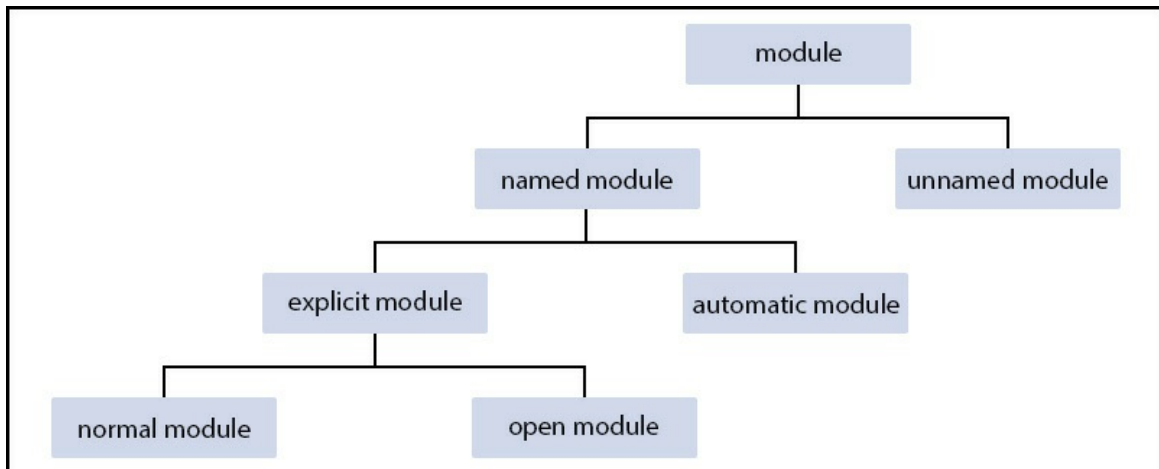 module
named module
unnamed module
explicit module
automatic module
normal module
open module